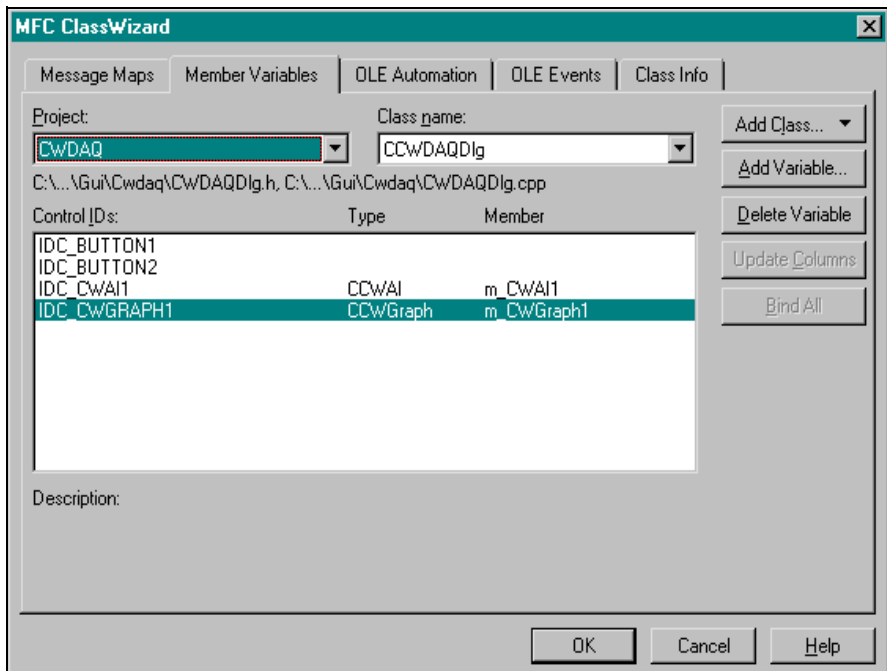 MFC ClassWizard
Message Maps Member Variables OLE Automation OLE Events Class Info
Project: Class name:
Add Class...
CWDAQ CCWDAQDlg
Add Variable...
C:\...\Gui\Cwdaq\CWDAQDlg.h, C:\...\Gui\Cwdaq\CWDAQDlg.cpp
Control IDs: Type Member
Delete Variable
IDC_BUTTON1
IDC_BUTTON2
Update Columns
IDC_CWAI1 CCWAI m_CWAI1
IDC_CWGRAPH1 CCWGraph m_CWGraph1
Bind All
Description:
OK Cancel Help